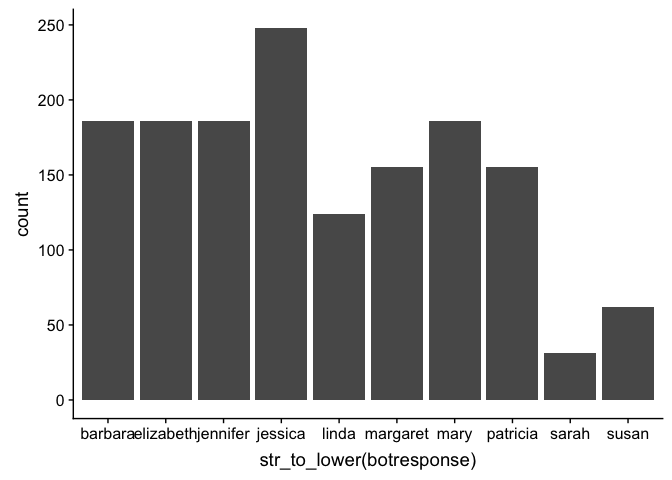 250
200
150
100
50
0
count
barbara elizabeth jennifer jessica linda margaret mary patricia sarah susan
str_to_lower(botresponse)